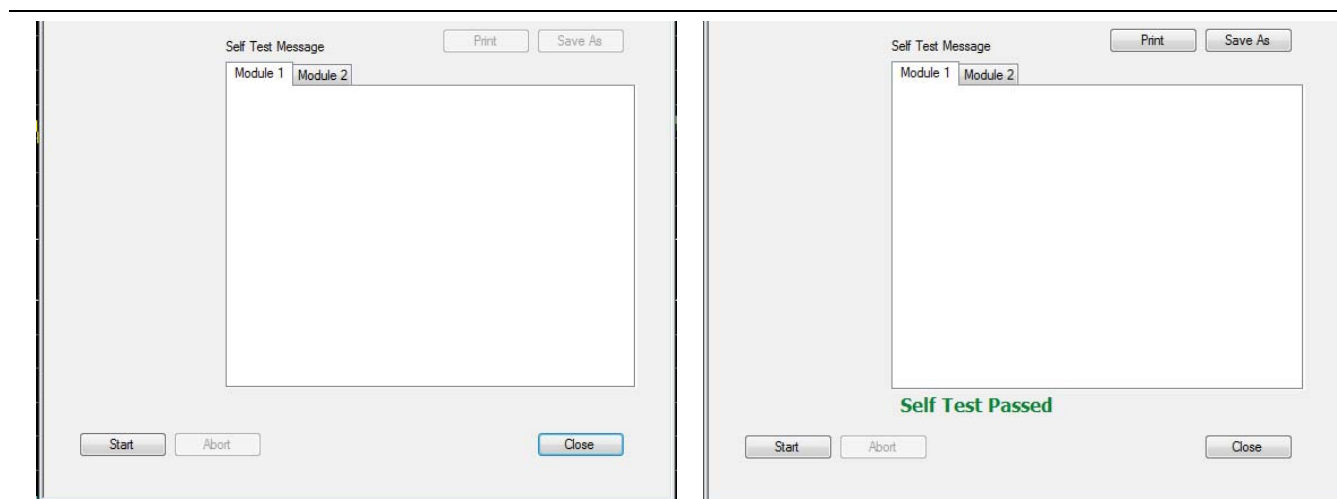 Self Test Message
Print
Save As
Module 1
Module 2
Start
Abort
Close
Self Test Message
Print
Save As
Module 1
Module 2
Self Test Passed
Start
Abort
Close